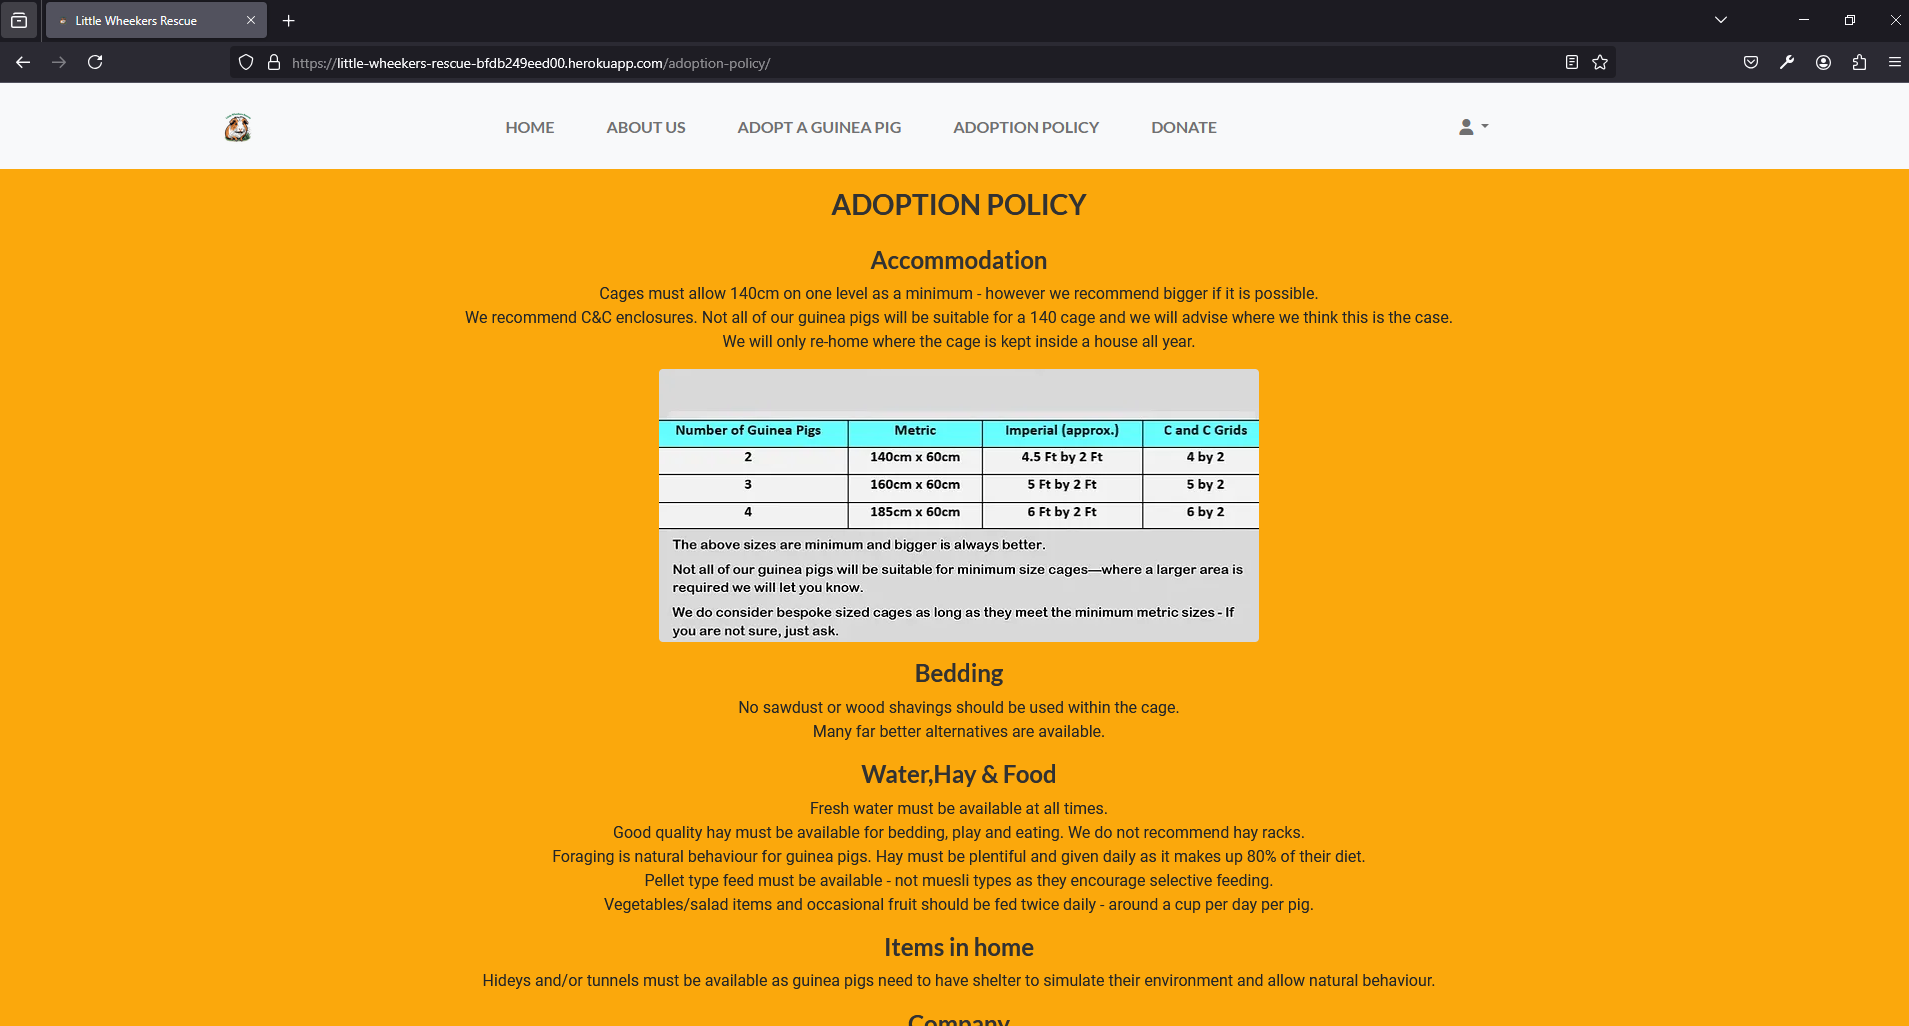 Little Wheekers Rescue
https://little-wheekers-rescue-bfdb249eed00.herokuapp.com/adoption-policy/
HOME ABOUT US ADOPT A GUINEA PIG ADOPTION POLICY DONATE
ADOPTION POLICY
Accommodation
Cages must allow 140cm on one level as a minimum - however we recommend bigger if it is possible.
We recommend C&C enclosures. Not all of our guinea pigs will be suitable for a 140 cage and we will advise where we think this is the case.
We will only re-home where the cage is kept inside a house all year.
Number of Guinea Pigs Metric Imperial (approx.) C and C Grids
2 140cm x 60cm 4.5 Ft by 2 Ft 4 by 2
3 160cm x 60cm 5 Ft by 2 Ft 5 by 2
4 185cm x 60cm 6 Ft by 2 Ft 6 by 2
The above sizes are minimum and bigger is always better.
Not all of our guinea pigs will be suitable for minimum size cages—where a larger area is
required we will let you know.
We do consider bespoke sized cages as long as they meet the minimum metric sizes - If
you are not sure, just ask.
Bedding
No sawdust or wood shavings should be used within the cage.
Many far better alternatives are available.
Water,Hay & Food
Fresh water must be available at all times.
Good quality hay must be available for bedding, play and eating. We do not recommend hay racks.
Foraging is natural behaviour for guinea pigs. Hay must be plentiful and given daily as it makes up 80% of their diet.
Pellet type feed must be available - not muesli types as they encourage selective feeding.
Vegetables/salad items and occasional fruit should be fed twice daily - around a cup per day per pig.
Items in home
Hideys and/or tunnels must be available as guinea pigs need to have shelter to simulate their environment and allow natural behaviour.
Company